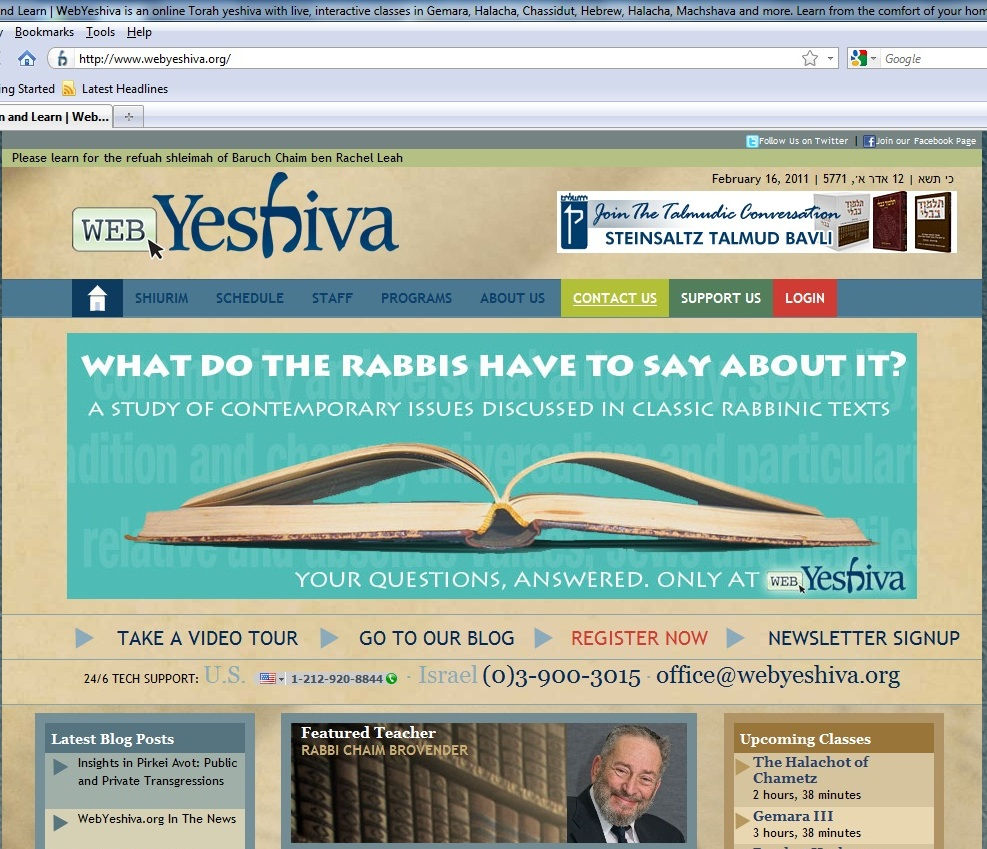 nd Learn | WebYeshiva is an online Torah yeshiva with live, interactive classes in Gemara, Halacha, Chassidut, Hebrew, Halacha, Machshava and more. Learn from the comfort of your hom
y Bookmarks Tools Help
http://www.webyeshiva.org/
Google
ing Started Latest Headlines
n and Learn | Web...
Follow Us on Twitter | Join our Facebook Page
Please learn for the refuah shleimah of Baruch Chaim ben Rachel Leah
February 16, 2011 | 5771 ,'12 אדר א | כי תשא
WEB Yeshiva
Join The Talmudic Conversation
STEINSALTZ TALMUD BAVLI
תלמוד בבלי
SHIURIM SCHEDULE STAFF PROGRAMS ABOUT US CONTACT US SUPPORT US LOGIN
WHAT DO THE RABBIS HAVE TO SAY ABOUT IT?
A STUDY OF CONTEMPORARY ISSUES DISCUSSED IN CLASSIC RABBINIC TEXTS
YOUR QUESTIONS, ANSWERED. ONLY AT WEB Yeshiva
TAKE A VIDEO TOUR GO TO OUR BLOG REGISTER NOW NEWSLETTER SIGNUP
24/6 TECH SUPPORT: U.S. 1-212-920-8844 · Israel (0)3-900-3015 · office@webyeshiva.org
Latest Blog Posts
Insights in Pirkei Avot: Public
and Private Transgressions
WebYeshiva.org In The News
Featured Teacher
RABBI CHAIM BROVENDER
Upcoming Classes
The Halachot of
Chametz
2 hours, 38 minutes
Gemara III
3 hours, 38 minutes